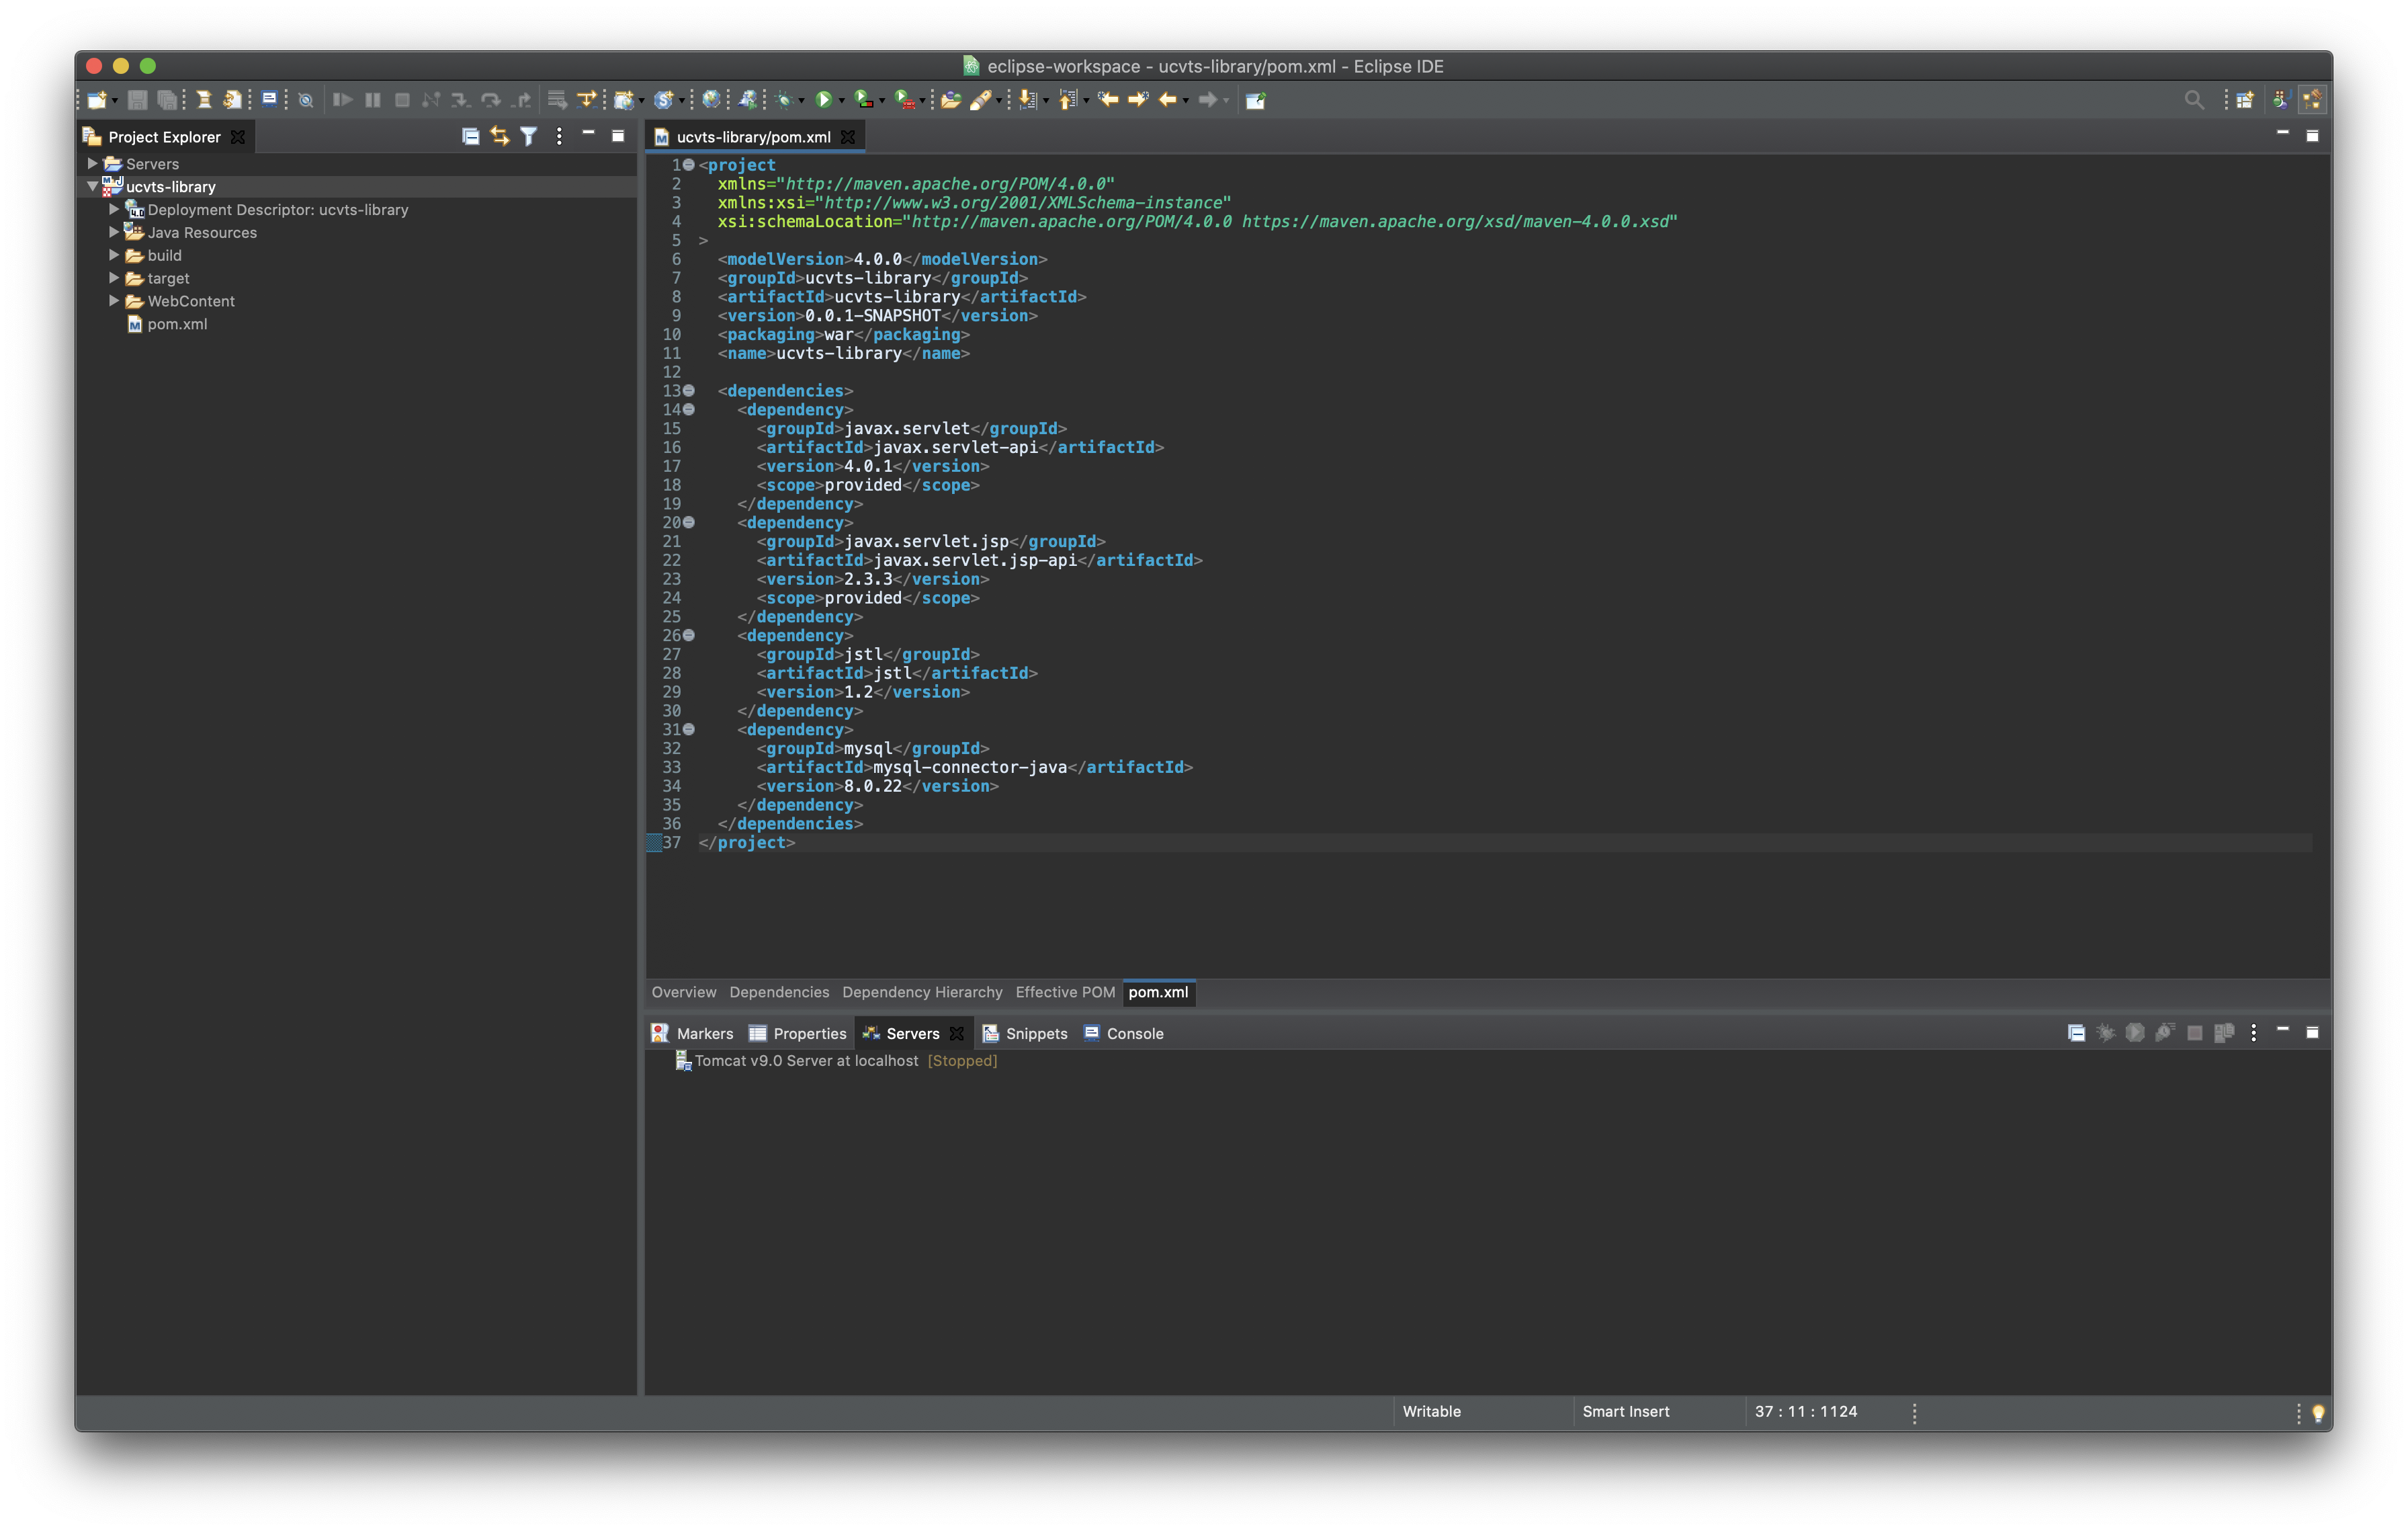 eclipse-workspace - ucvts-library/pom.xml - Eclipse IDE
Project Explorer
Servers
ucvts-library
Deployment Descriptor: ucvts-library
Java Resources
build
target
WebContent
pom.xml
ucvts-library/pom.xml
1 <project
2   xmlns="http://maven.apache.org/POM/4.0.0"
3   xmlns:xsi="http://www.w3.org/2001/XMLSchema-instance"
4   xsi:schemaLocation="http://maven.apache.org/POM/4.0.0 https://maven.apache.org/xsd/maven-4.0.0.xsd"
5 >
6   <modelVersion>4.0.0</modelVersion>
7   <groupId>ucvts-library</groupId>
8   <artifactId>ucvts-library</artifactId>
9   <version>0.0.1-SNAPSHOT</version>
10   <packaging>war</packaging>
11   <name>ucvts-library</name>
12
13   <dependencies>
14     <dependency>
15       <groupId>javax.servlet</groupId>
16       <artifactId>javax.servlet-api</artifactId>
17       <version>4.0.1</version>
18       <scope>provided</scope>
19     </dependency>
20     <dependency>
21       <groupId>javax.servlet.jsp</groupId>
22       <artifactId>javax.servlet.jsp-api</artifactId>
23       <version>2.3.3</version>
24       <scope>provided</scope>
25     </dependency>
26     <dependency>
27       <groupId>jstl</groupId>
28       <artifactId>jstl</artifactId>
29       <version>1.2</version>
30     </dependency>
31     <dependency>
32       <groupId>mysql</groupId>
33       <artifactId>mysql-connector-java</artifactId>
34       <version>8.0.22</version>
35     </dependency>
36   </dependencies>
37 </project>
Overview Dependencies Dependency Hierarchy Effective POM pom.xml
Markers Properties Servers Snippets Console
Tomcat v9.0 Server at localhost [Stopped]
Writable Smart Insert 37 : 11 : 1124